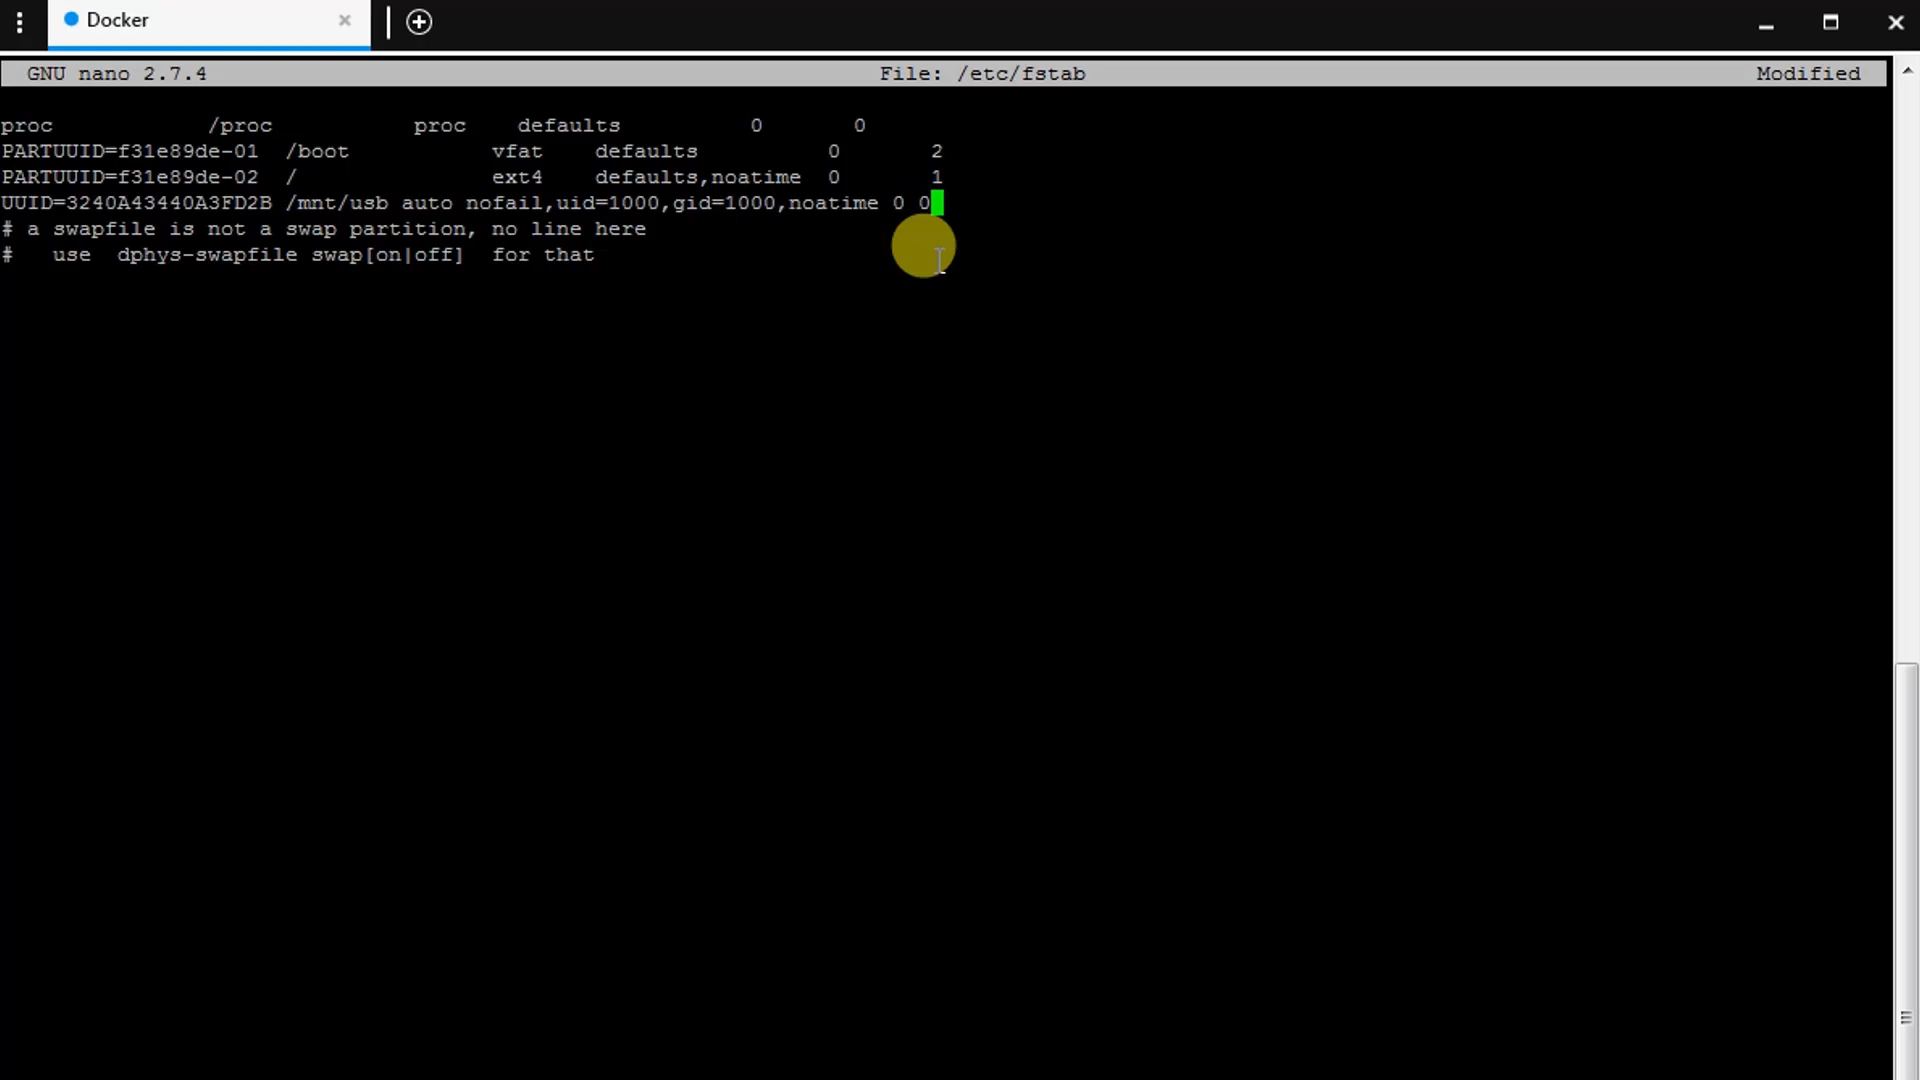 Docker
GNU nano 2.7.4 File: /etc/fstab Modified
proc /proc proc defaults 0 0
PARTUUID=f31e89de-01 /boot vfat defaults 0 2
PARTUUID=f31e89de-02 / ext4 defaults,noatime 0 1
UUID=3240A43440A3FD2B /mnt/usb auto nofail,uid=1000,gid=1000,noatime 0 0
# a swapfile is not a swap partition, no line here
# use dphys-swapfile swap[on|off] for that